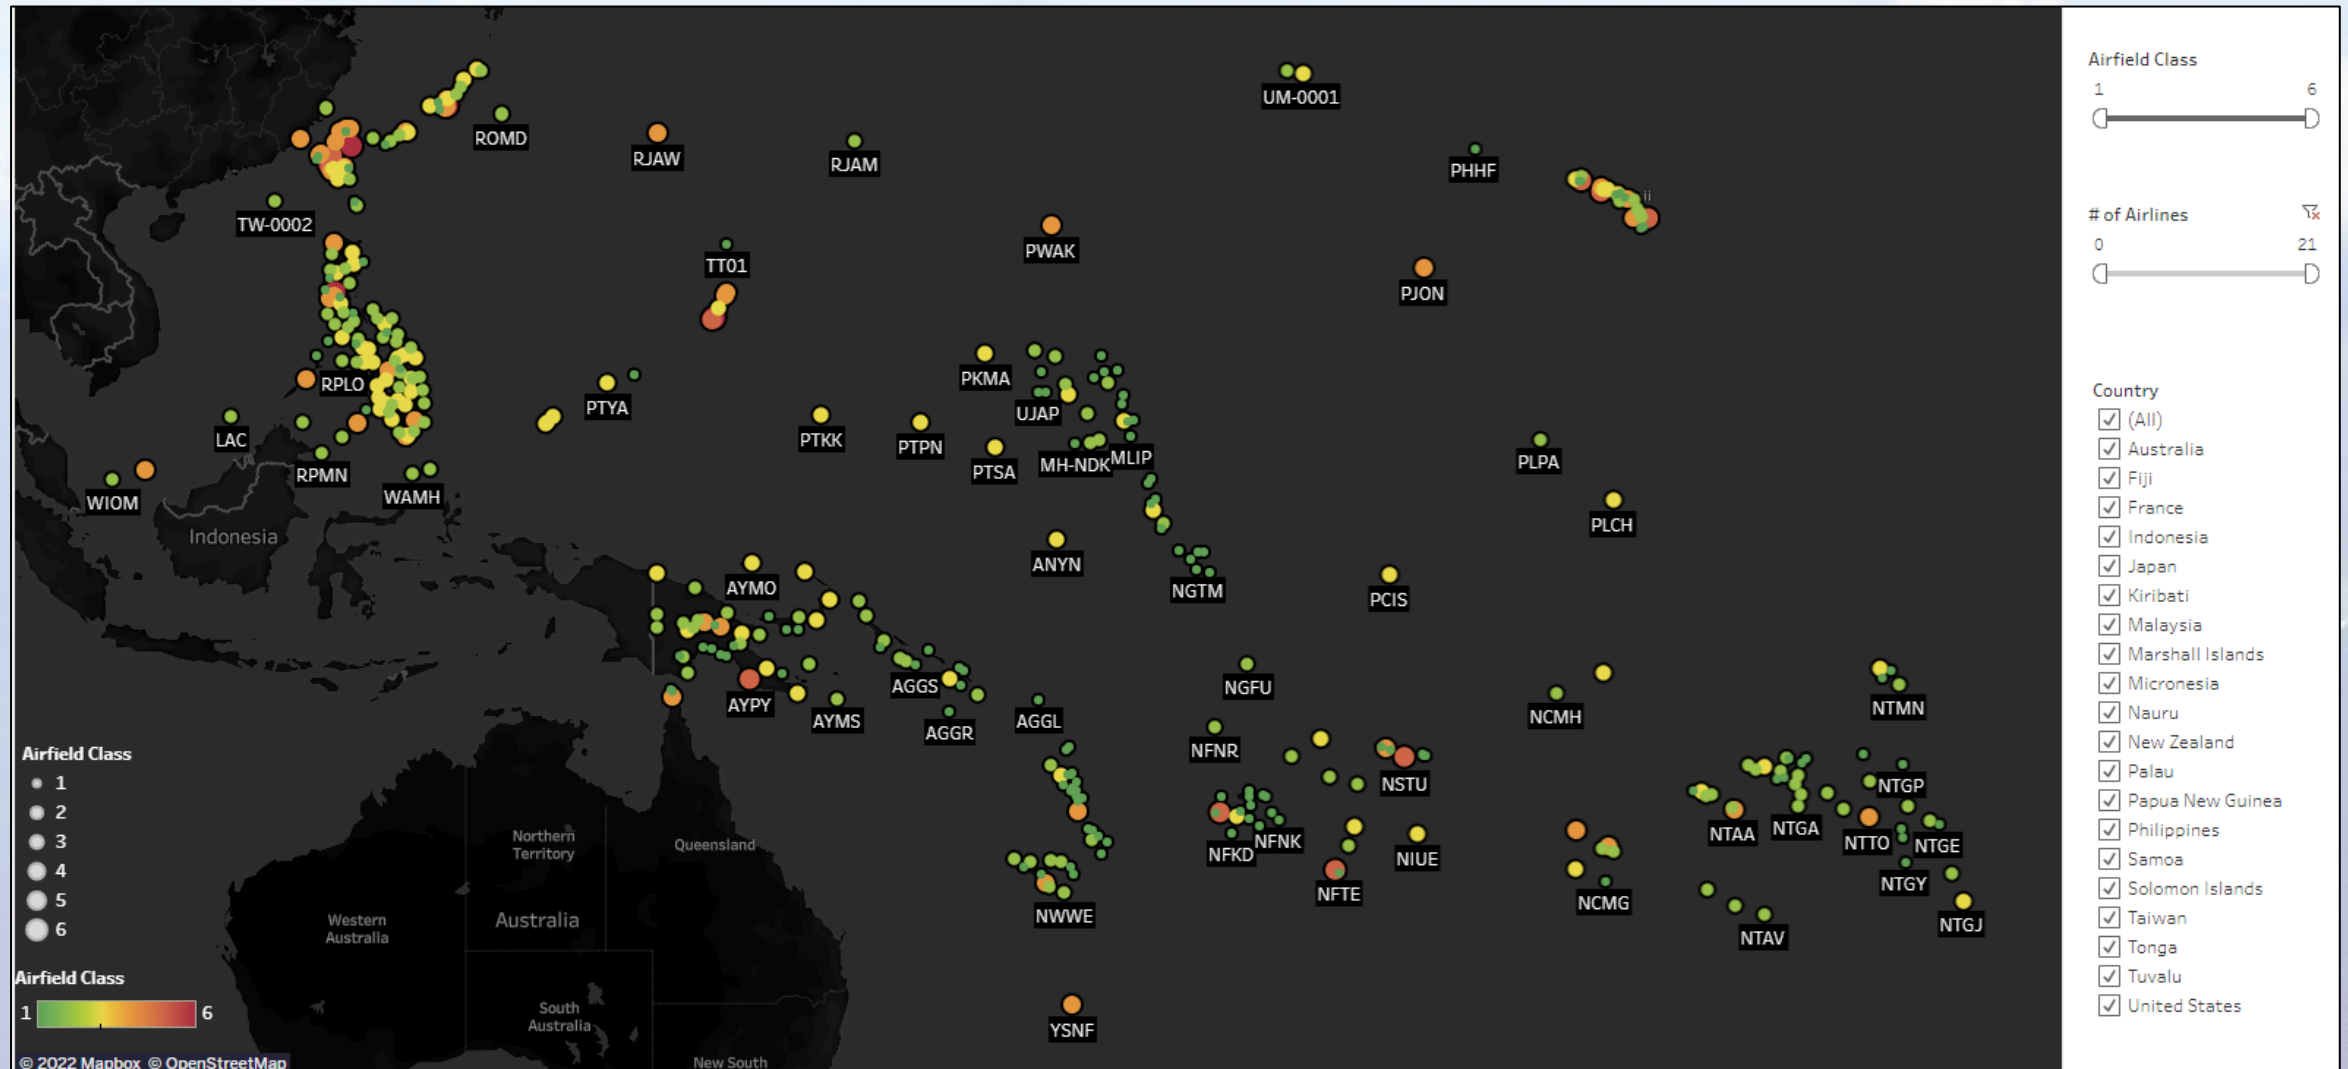 ROMD
RJAW
RJAM
UM-0001
PHHF
ii
TW-0002
TT01
PWAK
PJON
RPLO
PTYA
PKMA
UJAP
LAC
PTKK
PTPN
PTSA
MH-NDK
MLIP
PLPA
RPMN
WAMH
WIOM
PLCH
Indonesia
ANYN
NGTM
PCIS
AYMO
AGGS
NGFU
AYPY
AYMS
AGGR
AGGL
NCMH
NTMN
NFNR
NSTU
NTGP
NTAA
NTGA
NTTO
NTGE
NFKD
NFNK
NIUE
NFTE
NCMG
NTGY
NWWE
NTAV
NTGJ
YSNF
Northern
Territory
Queensland
Western
Australia
Australia
South
Australia
New South
Airfield Class
1
2
3
4
5
6
Airfield Class
1 6
© 2022 Mapbox © OpenStreetMap
Airfield Class
1 6
# of Airlines
0 21
Country
(All)
Australia
Fiji
France
Indonesia
Japan
Kiribati
Malaysia
Marshall Islands
Micronesia
Nauru
New Zealand
Palau
Papua New Guinea
Philippines
Samoa
Solomon Islands
Taiwan
Tonga
Tuvalu
United States